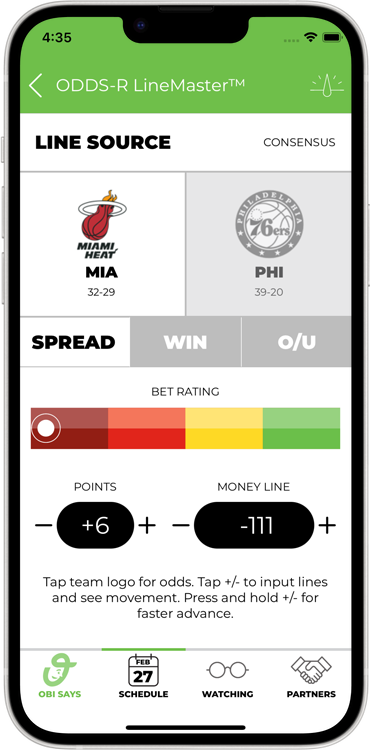 4:35
ODDS-R LineMaster™
LINE SOURCE
CONSENSUS
MIAMI
HEAT
PHILADELPHIA
76ers
MIA
PHI
32-29
39-20
SPREAD
WIN
O/U
BET RATING
POINTS
MONEY LINE
− +6 +
− -111 +
Tap team logo for odds. Tap +/- to input lines
and see movement. Press and hold +/- for
faster advance.
FEB
27
OBI SAYS
SCHEDULE
WATCHING
PARTNERS